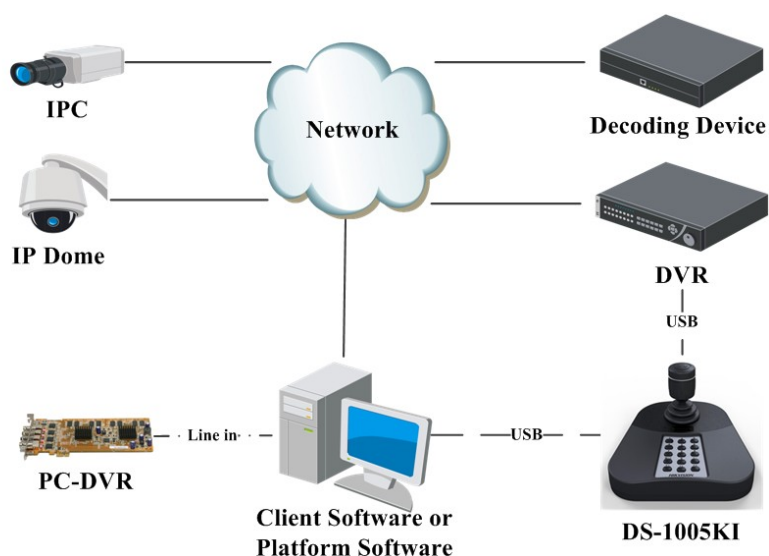 IPC
Network
Decoding Device
IP Dome
DVR
USB
Line in
USB
PC-DVR
Client Software or
Platform Software
DS-1005KI